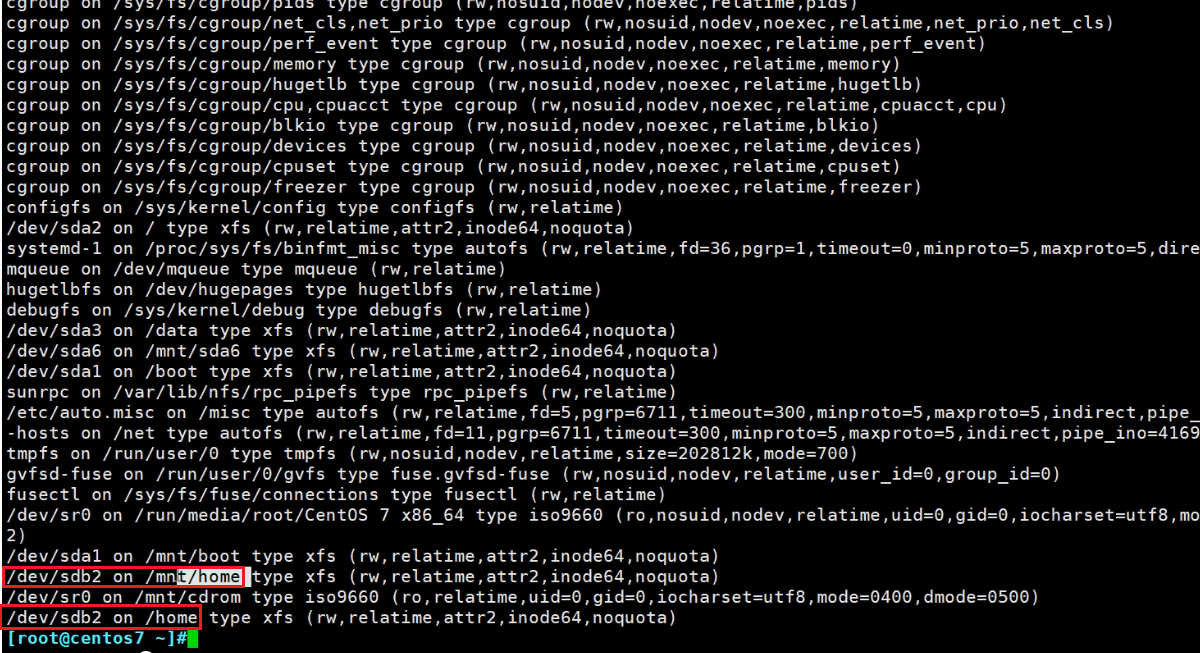 cgroup on /sys/fs/cgroup/pids type cgroup (rw,nosuid,nodev,noexec,relatime,pids)
cgroup on /sys/fs/cgroup/net_cls,net_prio type cgroup (rw,nosuid,nodev,noexec,relatime,net_prio,net_cls)
cgroup on /sys/fs/cgroup/perf_event type cgroup (rw,nosuid,nodev,noexec,relatime,perf_event)
cgroup on /sys/fs/cgroup/memory type cgroup (rw,nosuid,nodev,noexec,relatime,memory)
cgroup on /sys/fs/cgroup/hugetlb type cgroup (rw,nosuid,nodev,noexec,relatime,hugetlb)
cgroup on /sys/fs/cgroup/cpu,cpuacct type cgroup (rw,nosuid,nodev,noexec,relatime,cpuacct,cpu)
cgroup on /sys/fs/cgroup/blkio type cgroup (rw,nosuid,nodev,noexec,relatime,blkio)
cgroup on /sys/fs/cgroup/devices type cgroup (rw,nosuid,nodev,noexec,relatime,devices)
cgroup on /sys/fs/cgroup/cpuset type cgroup (rw,nosuid,nodev,noexec,relatime,cpuset)
cgroup on /sys/fs/cgroup/freezer type cgroup (rw,nosuid,nodev,noexec,relatime,freezer)
configfs on /sys/kernel/config type configfs (rw,relatime)
/dev/sda2 on / type xfs (rw,relatime,attr2,inode64,noquota)
systemd-1 on /proc/sys/fs/binfmt_misc type autofs (rw,relatime,fd=36,pgrp=1,timeout=0,minproto=5,maxproto=5,dire
mqueue on /dev/mqueue type mqueue (rw,relatime)
hugetlbfs on /dev/hugepages type hugetlbfs (rw,relatime)
debugfs on /sys/kernel/debug type debugfs (rw,relatime)
/dev/sda3 on /data type xfs (rw,relatime,attr2,inode64,noquota)
/dev/sda6 on /mnt/sda6 type xfs (rw,relatime,attr2,inode64,noquota)
/dev/sda1 on /boot type xfs (rw,relatime,attr2,inode64,noquota)
sunrpc on /var/lib/nfs/rpc_pipefs type rpc_pipefs (rw,relatime)
/etc/auto.misc on /misc type autofs (rw,relatime,fd=5,pgrp=6711,timeout=300,minproto=5,maxproto=5,indirect,pipe_
-hosts on /net type autofs (rw,relatime,fd=11,pgrp=6711,timeout=300,minproto=5,maxproto=5,indirect,pipe_ino=4169
tmpfs on /run/user/0 type tmpfs (rw,nosuid,nodev,relatime,size=202812k,mode=700)
gvfsd-fuse on /run/user/0/gvfs type fuse.gvfsd-fuse (rw,nosuid,nodev,relatime,user_id=0,group_id=0)
fusectl on /sys/fs/fuse/connections type fusectl (rw,relatime)
/dev/sr0 on /run/media/root/CentOS 7 x86_64 type iso9660 (ro,nosuid,nodev,relatime,uid=0,gid=0,iocharset=utf8,mo
2)
/dev/sda1 on /mnt/boot type xfs (rw,relatime,attr2,inode64,noquota)
/dev/sdb2 on /mnt/home type xfs (rw,relatime,attr2,inode64,noquota)
/dev/sr0 on /mnt/cdrom type iso9660 (ro,relatime,uid=0,gid=0,iocharset=utf8,mode=0400,dmode=0500)
/dev/sdb2 on /home type xfs (rw,relatime,attr2,inode64,noquota)
[root@centos7 ~]#